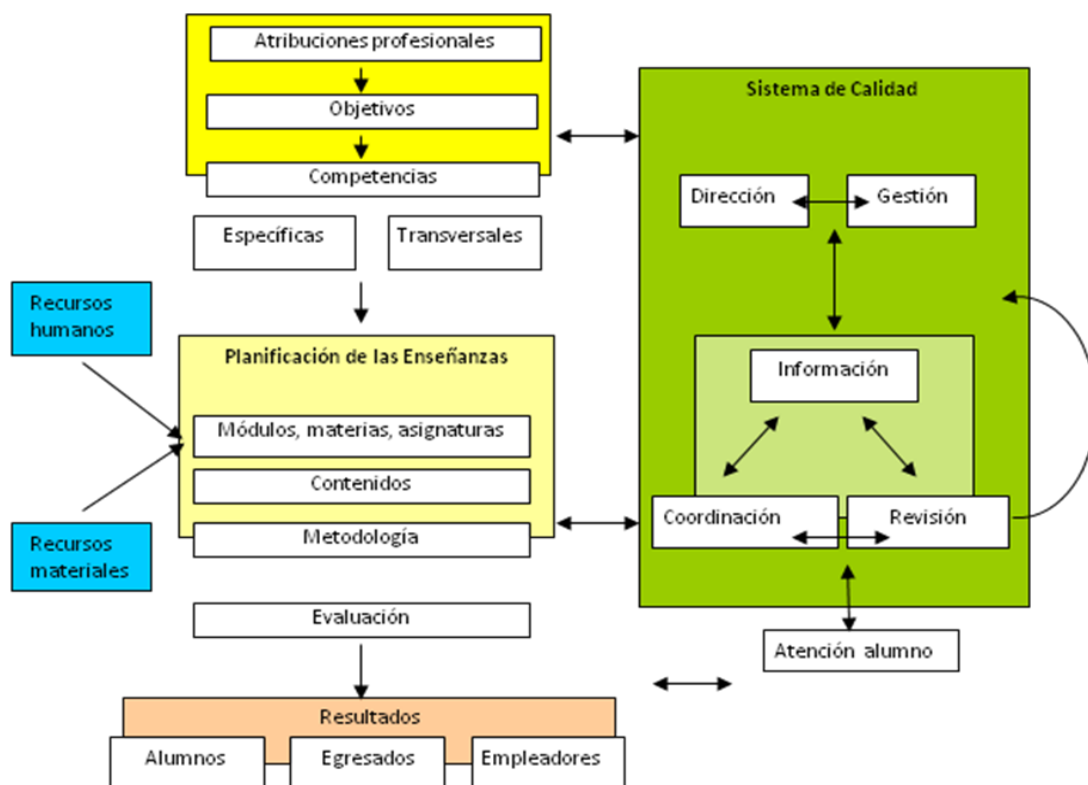 Atribuciones profesionales
Objetivos
Competencias
Específicas
Transversales
Recursos
humanos
Planificación de las Enseñanzas
Módulos, materias, asignaturas
Contenidos
Metodología
Recursos
materiales
Evaluación
Resultados
Alumnos
Egresados
Empleadores
Sistema de Calidad
Dirección
Gestión
Información
Coordinación
Revisión
Atención alumno